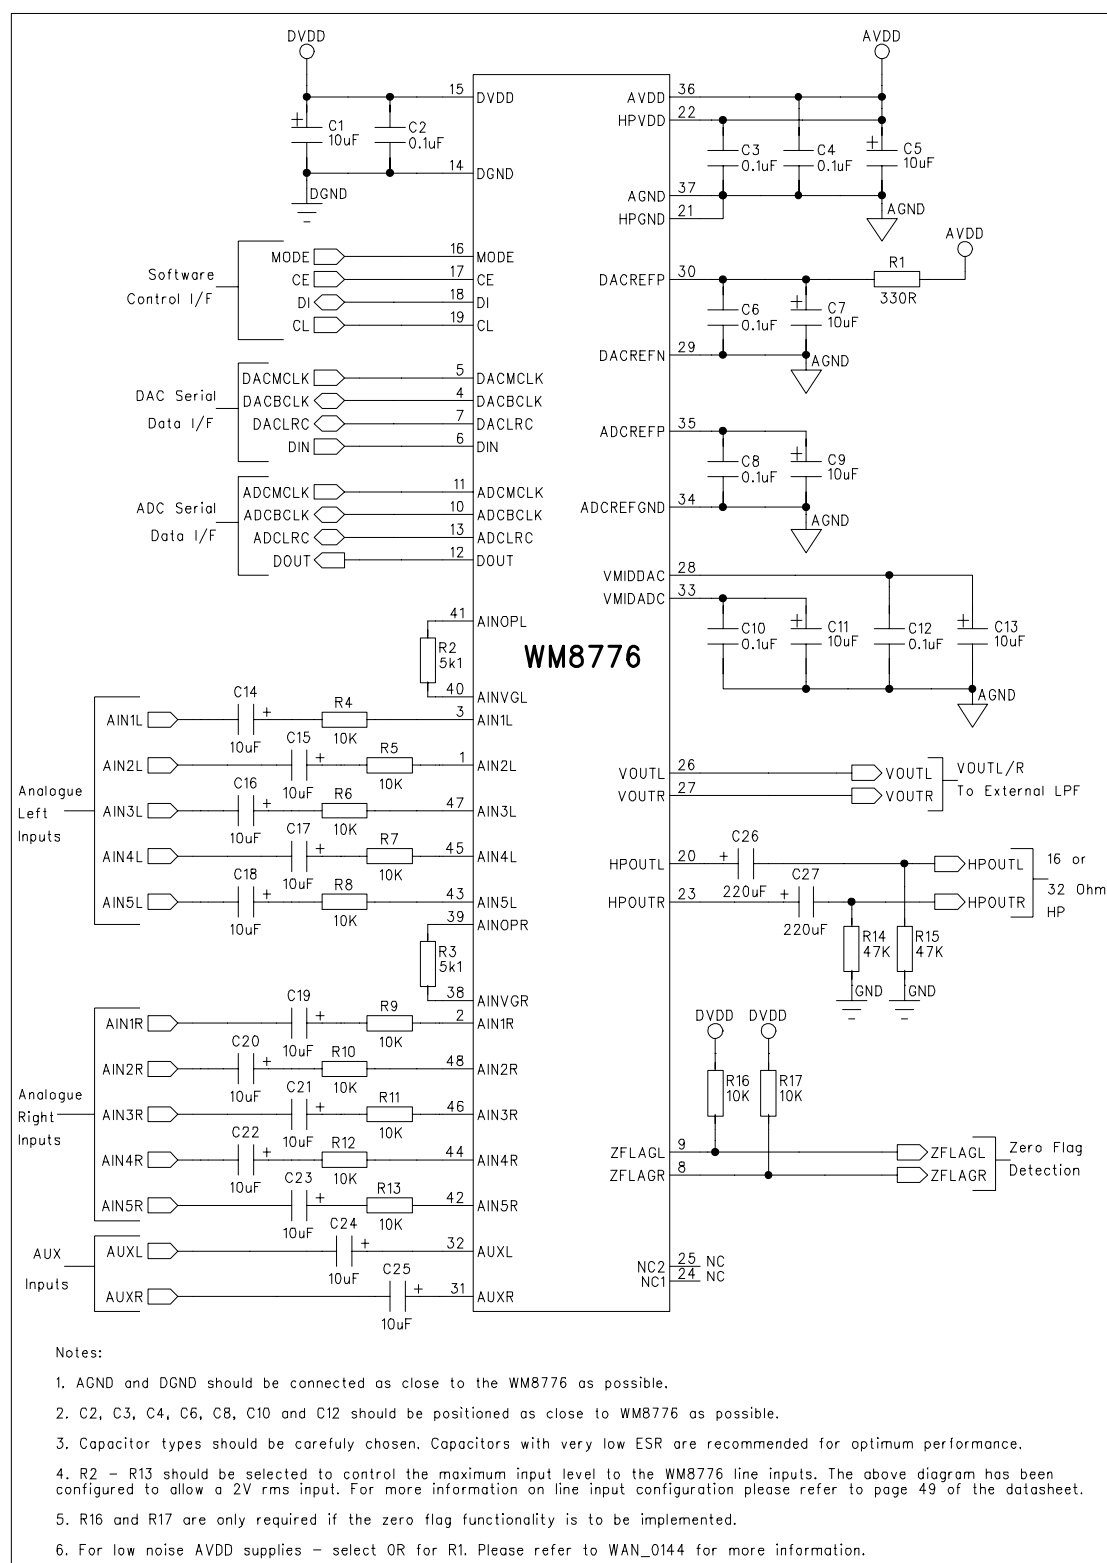 DVDD
AVDD
15
DVDD
AVDD
36
HPVDD
22
C1
10uF
C2
0.1uF
C3
0.1uF
C4
0.1uF
C5
10uF
14
DGND
DGND
AGND
37
HPGND
21
AGND
Software
Control I/F
MODE
16
MODE
CE
17
CE
DI
18
DI
CL
19
CL
AVDD
DACREFP
30
R1
330R
C6
0.1uF
C7
10uF
DACREFN
29
AGND
DAC Serial
Data I/F
DACMCLK
5
DACMCLK
DACBCLK
4
DACBCLK
DACLRC
7
DACLRC
DIN
6
DIN
ADCREFP
35
C8
0.1uF
C9
10uF
ADCREFGND
34
AGND
ADC Serial
Data I/F
ADCMCLK
11
ADCMCLK
ADCBCLK
10
ADCBCLK
ADCLRC
13
ADCLRC
DOUT
12
DOUT
VMIDDAC
28
VMIDADC
33
C10
0.1uF
C11
10uF
C12
0.1uF
C13
10uF
AGND
41
AINOPL
R2
5k1
40
AINVGL
WM8776
Analogue
Left
Inputs
AIN1L
C14
+
10uF
R4
10K
3
AIN1L
AIN2L
C15
+
10uF
R5
10K
1
AIN2L
AIN3L
C16
+
10uF
R6
10K
47
AIN3L
AIN4L
C17
+
10uF
R7
10K
45
AIN4L
AIN5L
C18
+
10uF
R8
10K
43
AIN5L
VOUTL
26
VOUTL
VOUTR
27
VOUTR
VOUTL/R
To External LPF
HPOUTL
20
+
C26
220uF
HPOUTL
HPOUTR
23
+
C27
220uF
HPOUTR
16 or
32 Ohm
HP
R14
47K
R15
47K
GND
GND
39
AINOPR
R3
5k1
38
AINVGR
Analogue
Right
Inputs
AIN1R
C19
+
10uF
R9
10K
2
AIN1R
AIN2R
C20
+
10uF
R10
10K
48
AIN2R
AIN3R
C21
+
10uF
R11
10K
46
AIN3R
AIN4R
C22
+
10uF
R12
10K
44
AIN4R
AIN5R
C23
+
10uF
R13
10K
42
AIN5R
DVDD
DVDD
R16
10K
R17
10K
ZFLAGL
9
ZFLAGL
ZFLAGR
8
ZFLAGR
Zero Flag
Detection
AUX
Inputs
AUXL
C24
+
10uF
32
AUXL
AUXR
C25
+
10uF
31
AUXR
NC2
25
NC
NC1
24
NC
Notes:
1. AGND and DGND should be connected as close to the WM8776 as possible.
2. C2, C3, C4, C6, C8, C10 and C12 should be positioned as close to WM8776 as possible.
3. Capacitor types should be carefuly chosen. Capacitors with very low ESR are recommended for optimum performance.
4. R2 – R13 should be selected to control the maximum input level to the WM8776 line inputs. The above diagram has been
configured to allow a 2V rms input. For more information on line input configuration please refer to page 49 of the datasheet.
5. R16 and R17 are only required if the zero flag functionality is to be implemented.
6. For low noise AVDD supplies – select 0R for R1. Please refer to WAN_0144 for more information.